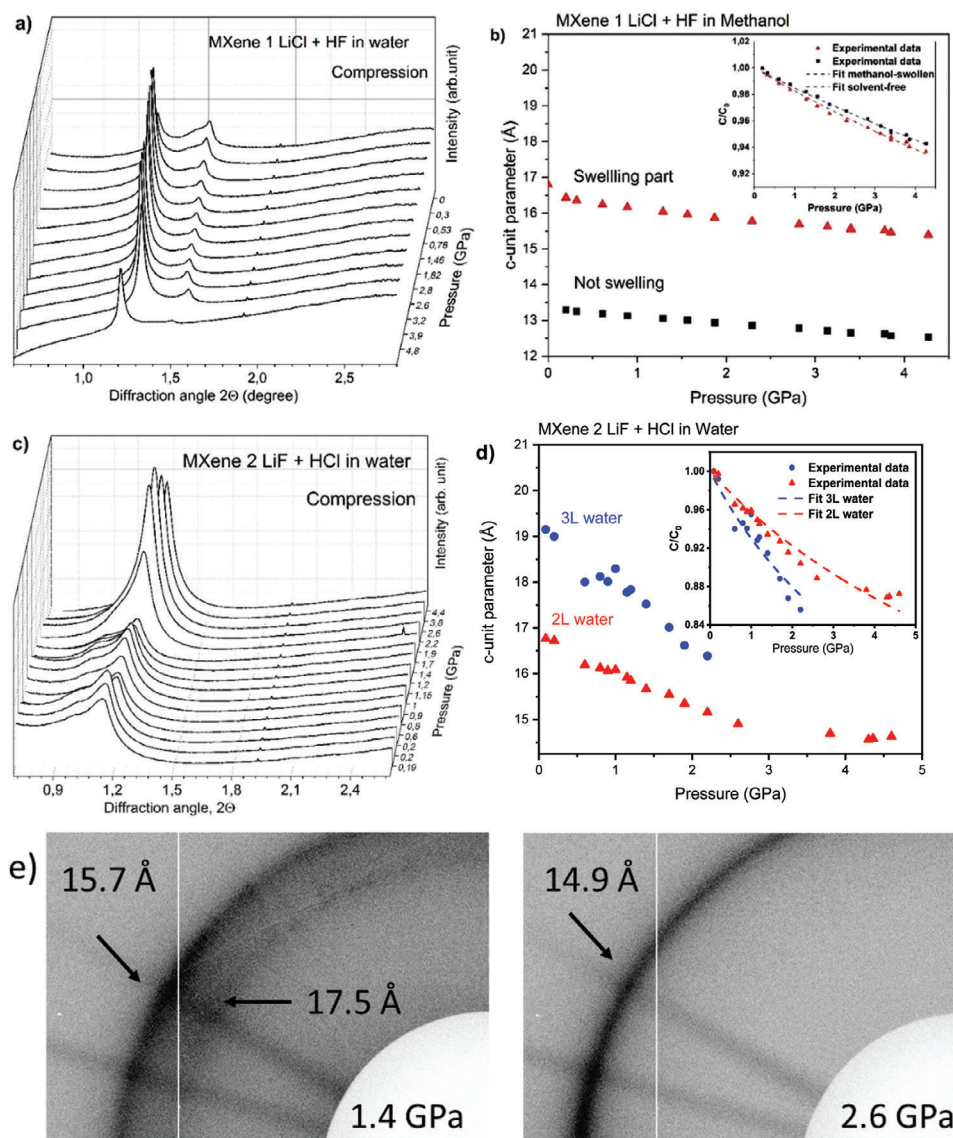 a)
MXene 1 LiCl + HF in water
Compression
Intensity (arb.unit)
0
0,3
0,53
0,78
1,46
1,82
2,8
2,6
3,2
3,9
4,8
Pressure (GPa)
1,0
1,5
2,0
2,5
Diffraction angle 2Θ (degree)
b)
MXene 1 LiCl + HF in Methanol
21
20
19
18
17
16
15
14
13
12
c-unit parameter (Å)
Swellling part
Not swelling
0
1
2
3
4
Pressure (GPa)
1,02
1,00
0,98
0,96
0,94
0,92
C/C₀
Experimental data
Experimental data
Fit methanol-swollen
Fit solvent-free
0
1
2
3
4
Pressure (GPa)
c)
MXene 2 LiF + HCl in water
Compression
Intensity (arb. unit)
4,4
3,8
2,6
2,2
1,9
1,7
1,4
1,2
1,15
1
0,9
0,8
0,6
0,2
0,2
0,19
Pressure (GPa)
0,9
1,2
1,5
1,8
2,1
2,4
Diffraction angle, 2Θ
d)
MXene 2 LiF + HCl in Water
21
20
19
18
17
16
15
c-unit parameter (Å)
3L water
2L water
0
1
2
3
4
5
Pressure (GPa)
1.00
0.96
0.92
0.88
0.84
C/C₀
Experimental data
Experimental data
Fit 3L water
Fit 2L water
0
1
2
3
4
5
Pressure (GPa)
e)
15.7 Å
17.5 Å
1.4 GPa
14.9 Å
2.6 GPa